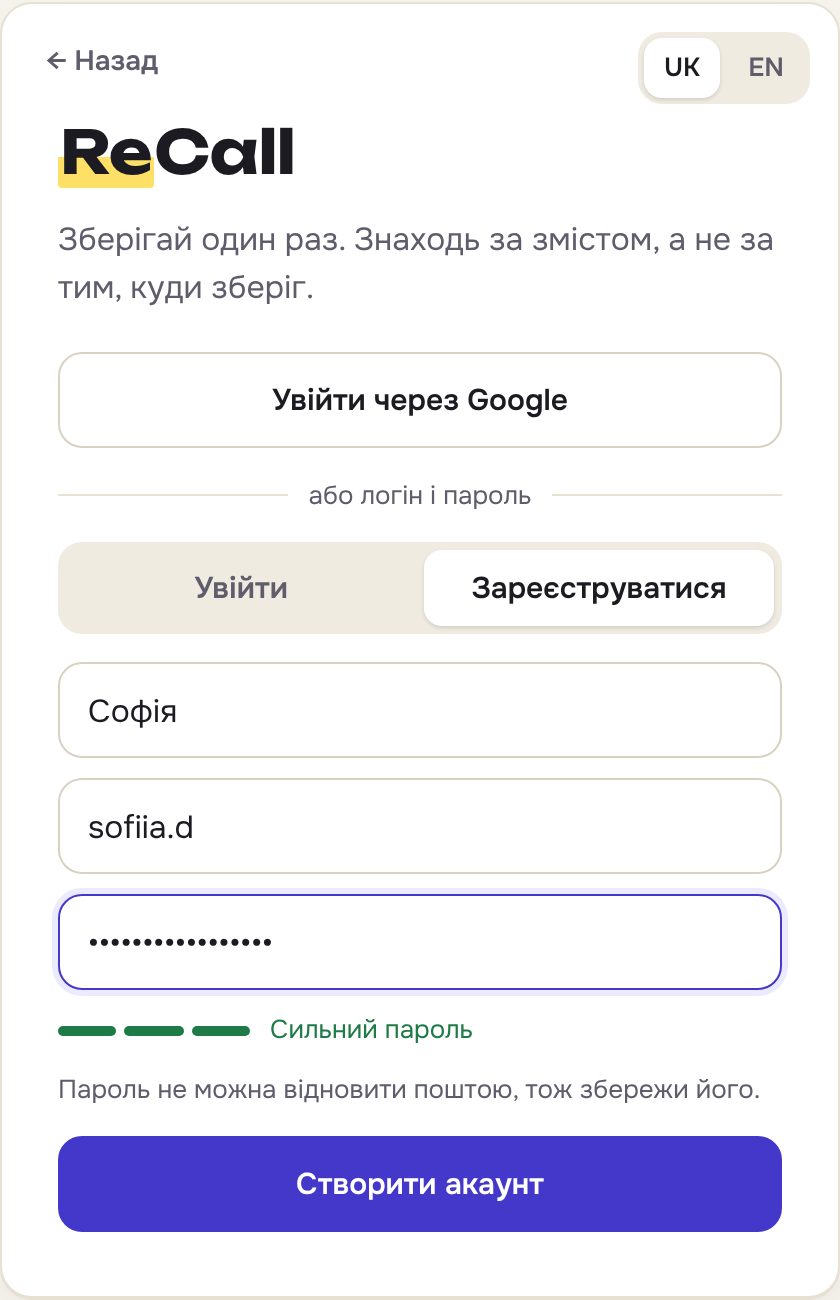 ← Назад
UK EN
ReCall
Зберігай один раз. Знаходь за змістом, а не за
тим, куди зберіг.
Увійти через Google
або логін і пароль
Увійти Зареєструватися
Софія
sofiia.d
•••••••••••••••••
Сильний пароль
Пароль не можна відновити поштою, тож збережи його.
Створити акаунт